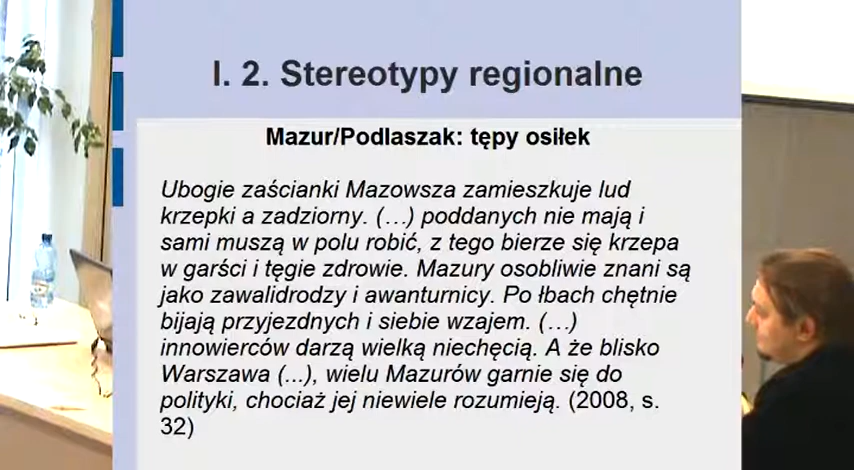 I. 2. Stereotypy regionalne
Mazur/Podlaszak: tępy osiłek
Ubogie zaścianki Mazowsza zamieszkuje lud
krzepki a zadziorny. (…) poddanych nie mają i
sami muszą w polu robić, z tego bierze się krzepa
w garści i tęgie zdrowie. Mazury osobliwie znani są
jako zawalidrodzy i awanturnicy. Po łbach chętnie
bijają przyjezdnych i siebie wzajem. (…)
innowierców darzą wielką niechęcią. A że blisko
Warszawa (...), wielu Mazurów garnie się do
polityki, chociaż jej niewiele rozumieją. (2008, s.
32)